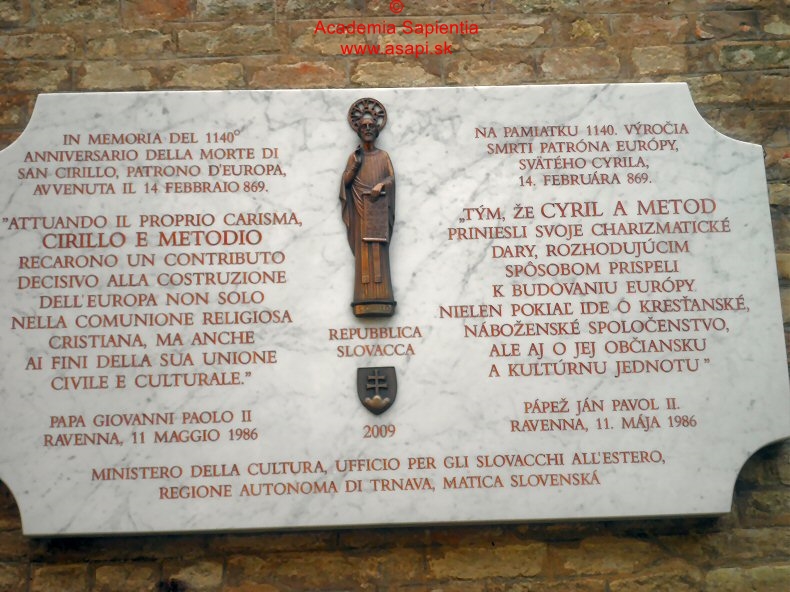 ©
Academia Sapientia
www.asapi.sk
IN MEMORIA DEL 1140°
ANNIVERSARIO DELLA MORTE DI
SAN CIRILLO, PATRONO D'EUROPA,
AVVENUTA IL 14 FEBBRAIO 869.
"ATTUANDO IL PROPRIO CARISMA,
CIRILLO E METODIO
RECARONO UN CONTRIBUTO
DECISIVO ALLA COSTRUZIONE
DELL'EUROPA NON SOLO
NELLA COMUNIONE RELIGIOSA
CRISTIANA, MA ANCHE
AI FINI DELLA SUA UNIONE
CIVILE E CULTURALE."
PAPA GIOVANNI PAOLO II
RAVENNA, 11 MAGGIO 1986
REPUBBLICA
SLOVACCA
2009
NA PAMIATKU 1140. VÝROČIA
SMRTI PATRÓNA EURÓPY,
SVÄTÉHO CYRILA,
14. FEBRUÁRA 869.
„TÝM, ŽE CYRIL A METOD
PRINIESLI SVOJE CHARIZMATICKÉ
DARY, ROZHODUJÚCIM
SPÔSOBOM PRISPELI
K BUDOVANIU EURÓPY,
NIELEN POKIAĽ IDE O KRESŤANSKÉ,
NÁBOŽENSKÉ SPOLOČENSTVO,
ALE AJ O JEJ OBČIANSKU
A KULTÚRNU JEDNOTU"
PÁPEŽ JÁN PAVOL II.
RAVENNA, 11. MÁJA 1986
MINISTERO DELLA CULTURA, UFFICIO PER GLI SLOVACCHI ALL'ESTERO,
REGIONE AUTONOMA DI TRNAVA, MATICA SLOVENSKÁ